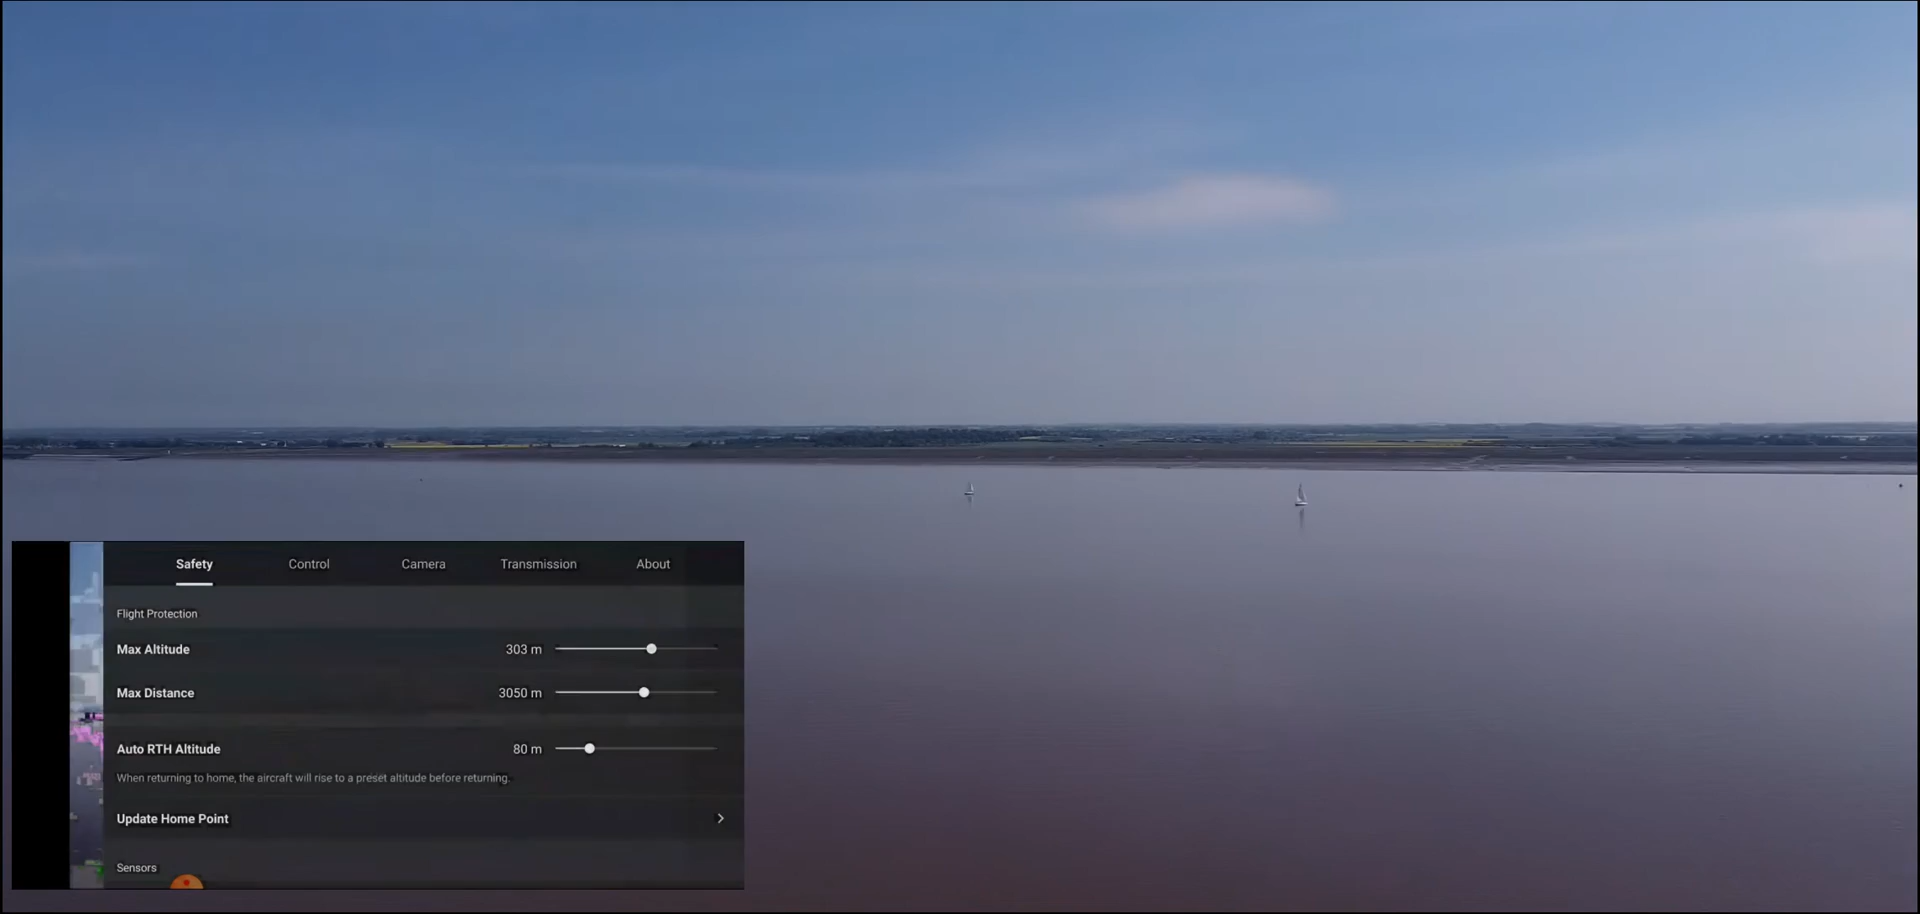 Safety Control Camera Transmission About
Flight Protection
Max Altitude 303 m
Max Distance 3050 m
Auto RTH Altitude 80 m
When returning to home, the aircraft will rise to a preset altitude before returning.
Update Home Point
Sensors